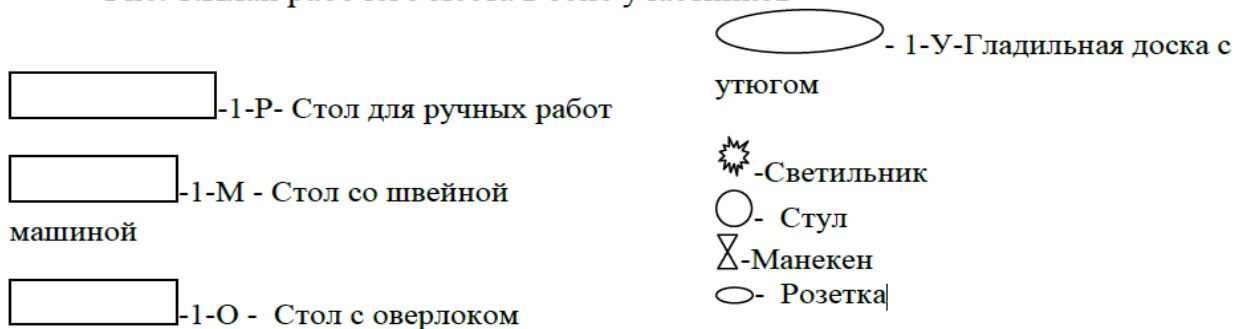 -1-Р- Стол для ручных работ
-1-М - Стол со швейной
машиной
-1-О -  Стол с оверлоком
- 1-У-Гладильная доска с
утюгом
-Светильник
-  Стул
-Манекен
-  Розетка